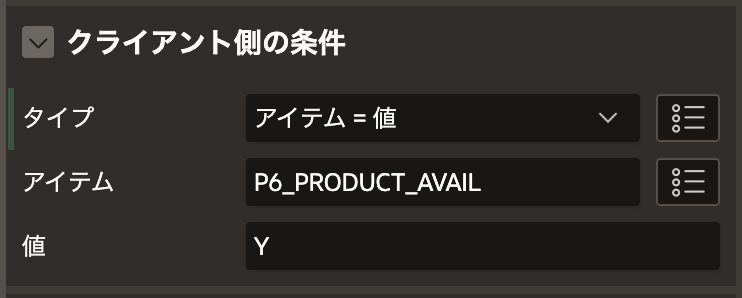 クライアント側の条件
タイプ アイテム = 値
アイテム P6_PRODUCT_AVAIL
値 Y